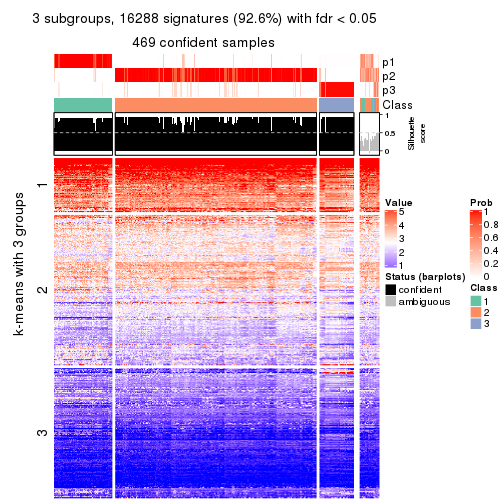 3 subgroups, 16288 signatures (92.6%) with fdr < 0.05
469 confident samples
p1
p2
p3
Class
1
0.5
0
Silhouette
score
k-means with 3 groups
1
2
3
Value
5
4
3
2
1
Status (barplots)
confident
ambiguous
Prob
1
0.8
0.6
0.4
0.2
0
Class
1
2
3